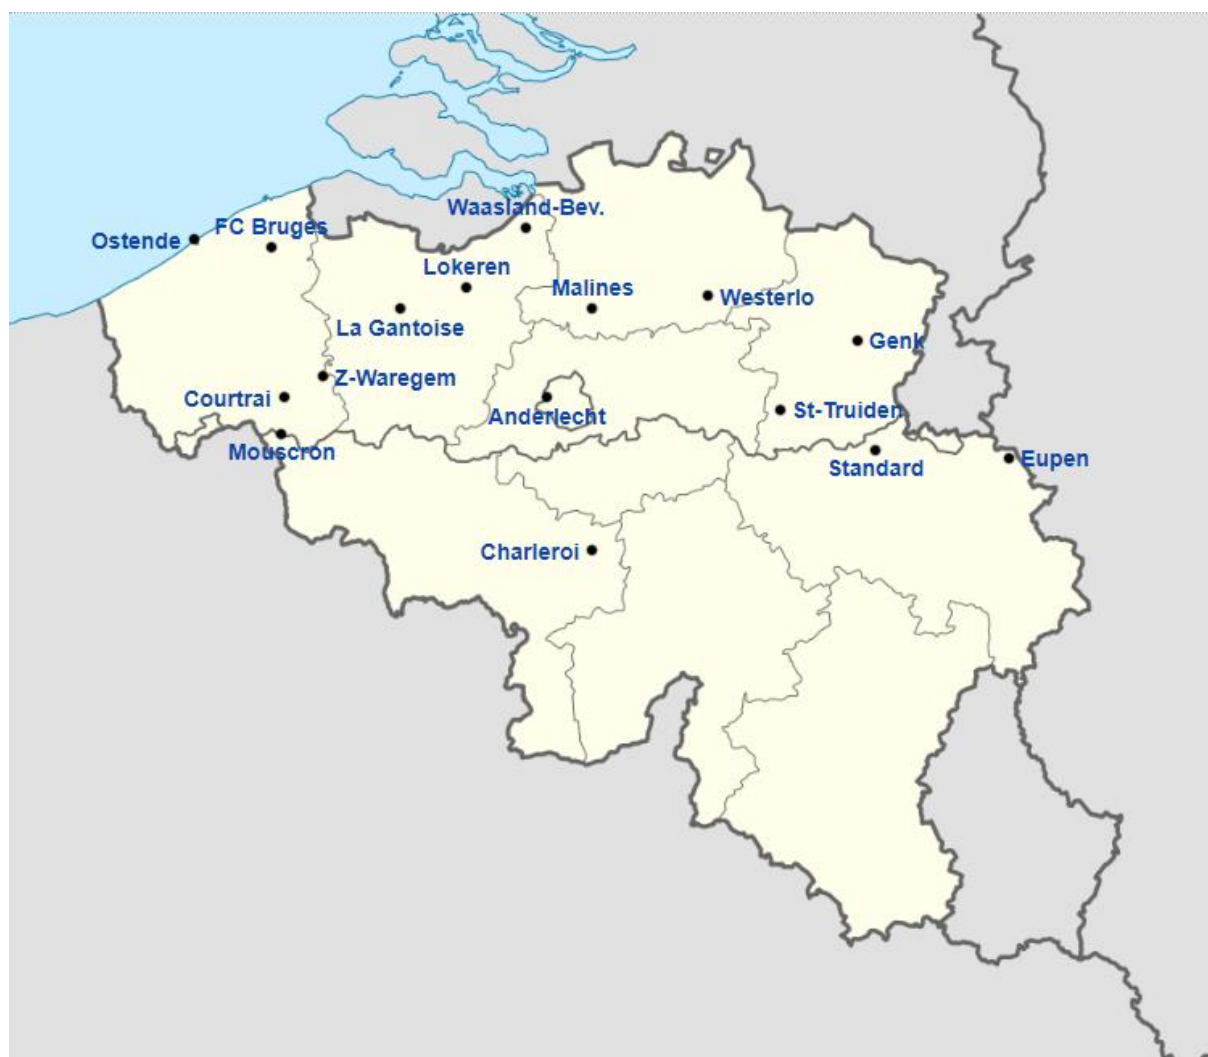 Waasland-Bev.
FC Bruges
Ostende
Lokeren
Malines
Westerlo
La Gantoise
Genk
Z-Waregem
Courtrai
Anderlecht
St-Truiden
Mouscron
Standard
Eupen
Charleroi